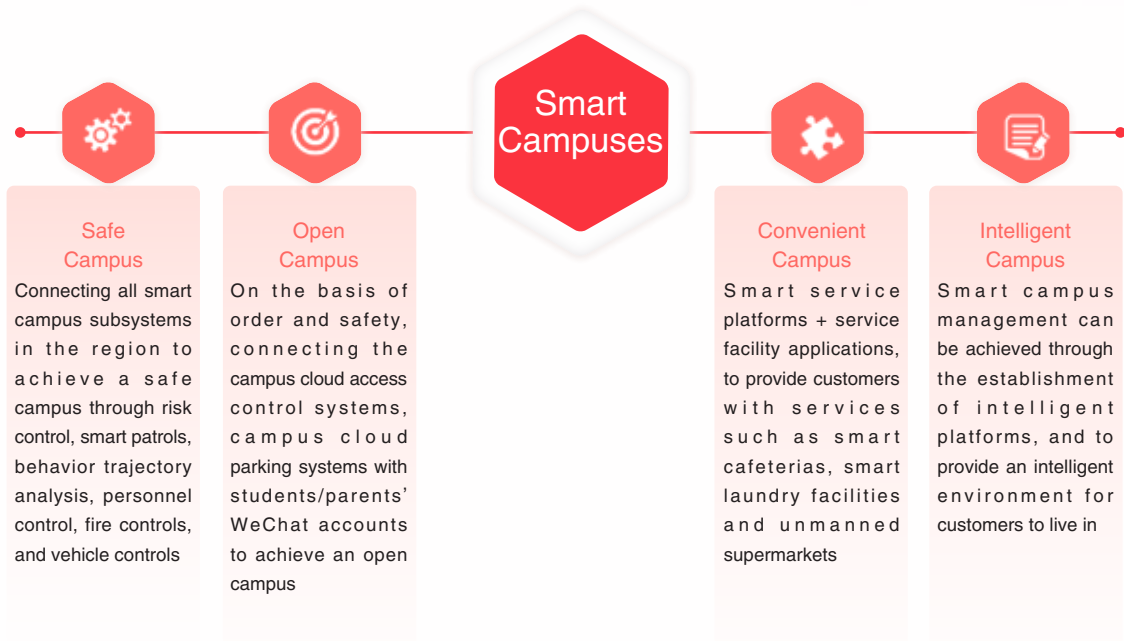 Smart
Campuses
Safe
Campus
Connecting all smart
campus subsystems
in the region to
achieve a safe
campus through risk
control, smart patrols,
behavior trajectory
analysis, personnel
control, fire controls,
and vehicle controls
Open
Campus
On the basis of
order and safety,
connecting the
campus cloud access
control systems,
campus cloud
parking systems with
students/parents’
WeChat accounts
to achieve an open
campus
Convenient
Campus
Smart service
platforms + service
facility applications,
to provide customers
with services
such as smart
cafeterias, smart
laundry facilities
and unmanned
supermarkets
Intelligent
Campus
Smart campus
management can
be achieved through
the establishment
of intelligent
platforms, and to
provide an intelligent
environment for
customers to live in